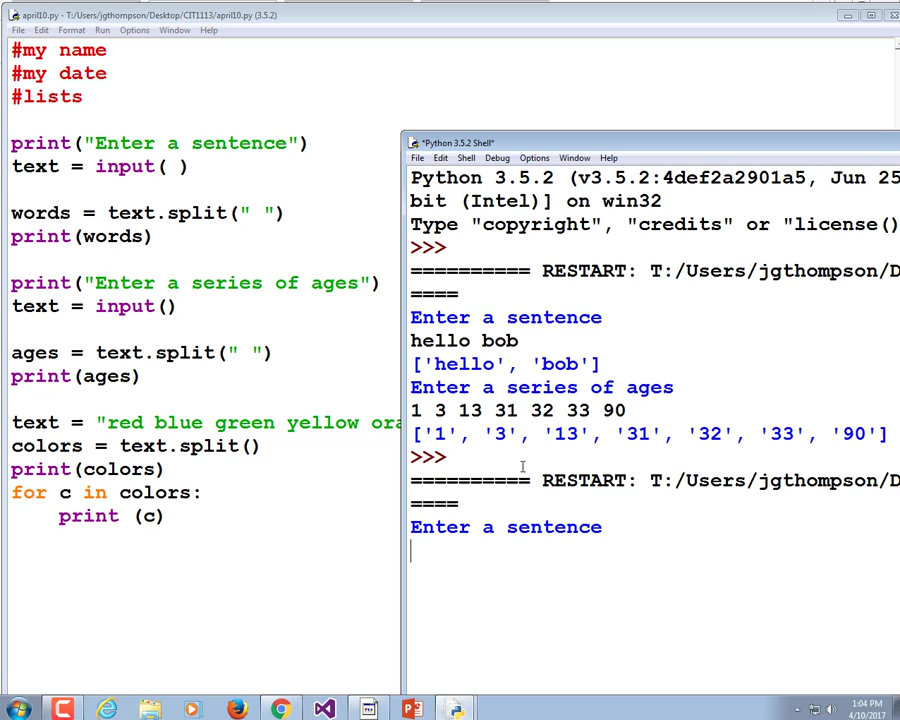 april10.py - T:/Users/jgthompson/Desktop/CIT1113/april10.py (3.5.2)
File Edit Format Run Options Window Help
#my name
#my date
#lists
print("Enter a sentence")
text = input( )
words = text.split(" ")
print(words)
print("Enter a series of ages")
text = input()
ages = text.split(" ")
print(ages)
text = "red blue green yellow ora
colors = text.split()
print(colors)
for c in colors:
    print (c)
*Python 3.5.2 Shell*
File Edit Shell Debug Options Window Help
Python 3.5.2 (v3.5.2:4def2a2901a5, Jun 25
bit (Intel)] on win32
Type "copyright", "credits" or "license()
>>>
========== RESTART: T:/Users/jgthompson/D
====
Enter a sentence
hello bob
['hello', 'bob']
Enter a series of ages
1 3 13 31 32 33 90
['1', '3', '13', '31', '32', '33', '90']
>>>
========== RESTART: T:/Users/jgthompson/D
====
Enter a sentence
1:04 PM
4/10/2017